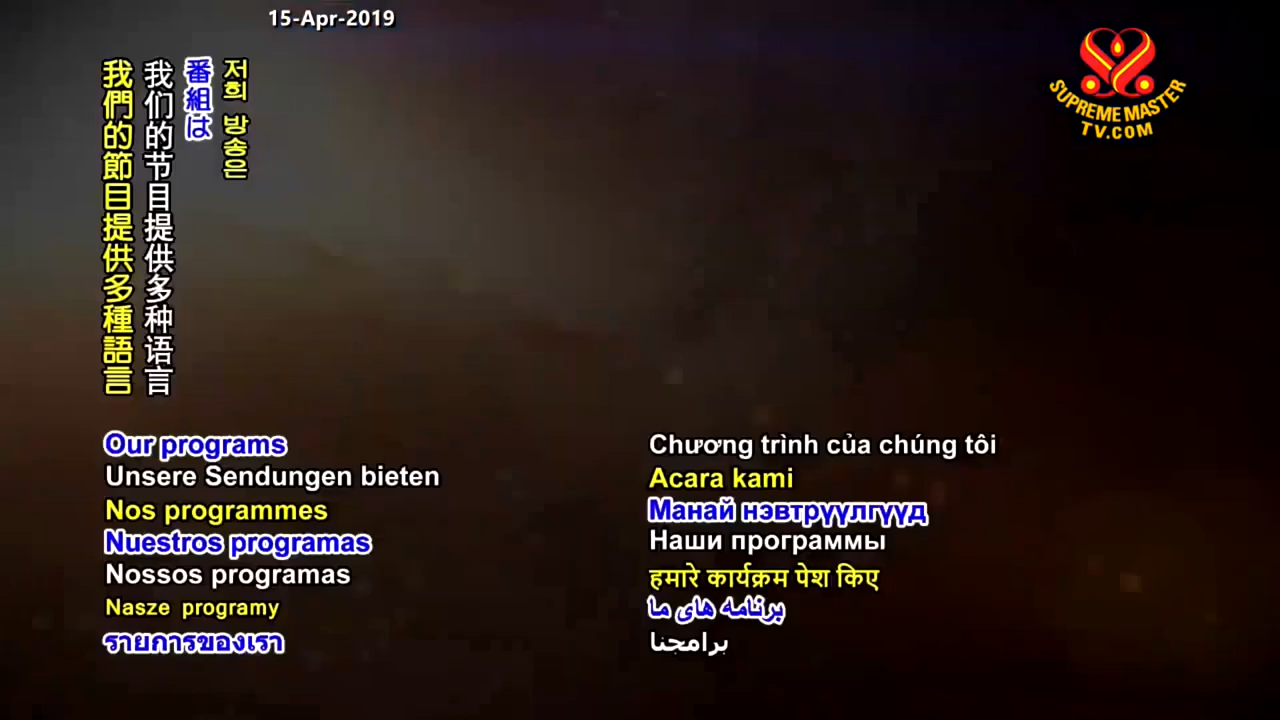 15-Apr-2019
SUPREME MASTER
TV.COM
我們的節目提供多種語言
我们的节目提供多种语言
番組は
저희 방송은
Our programs
Unsere Sendungen bieten
Nos programmes
Nuestros programas
Nossos programas
Nasze programy
รายการของเรา
Chương trình của chúng tôi
Acara kami
Манай нэвтрүүлгүүд
Наши программы
हमारे कार्यक्रम पेश किए
برنامه های ما
برامجنا